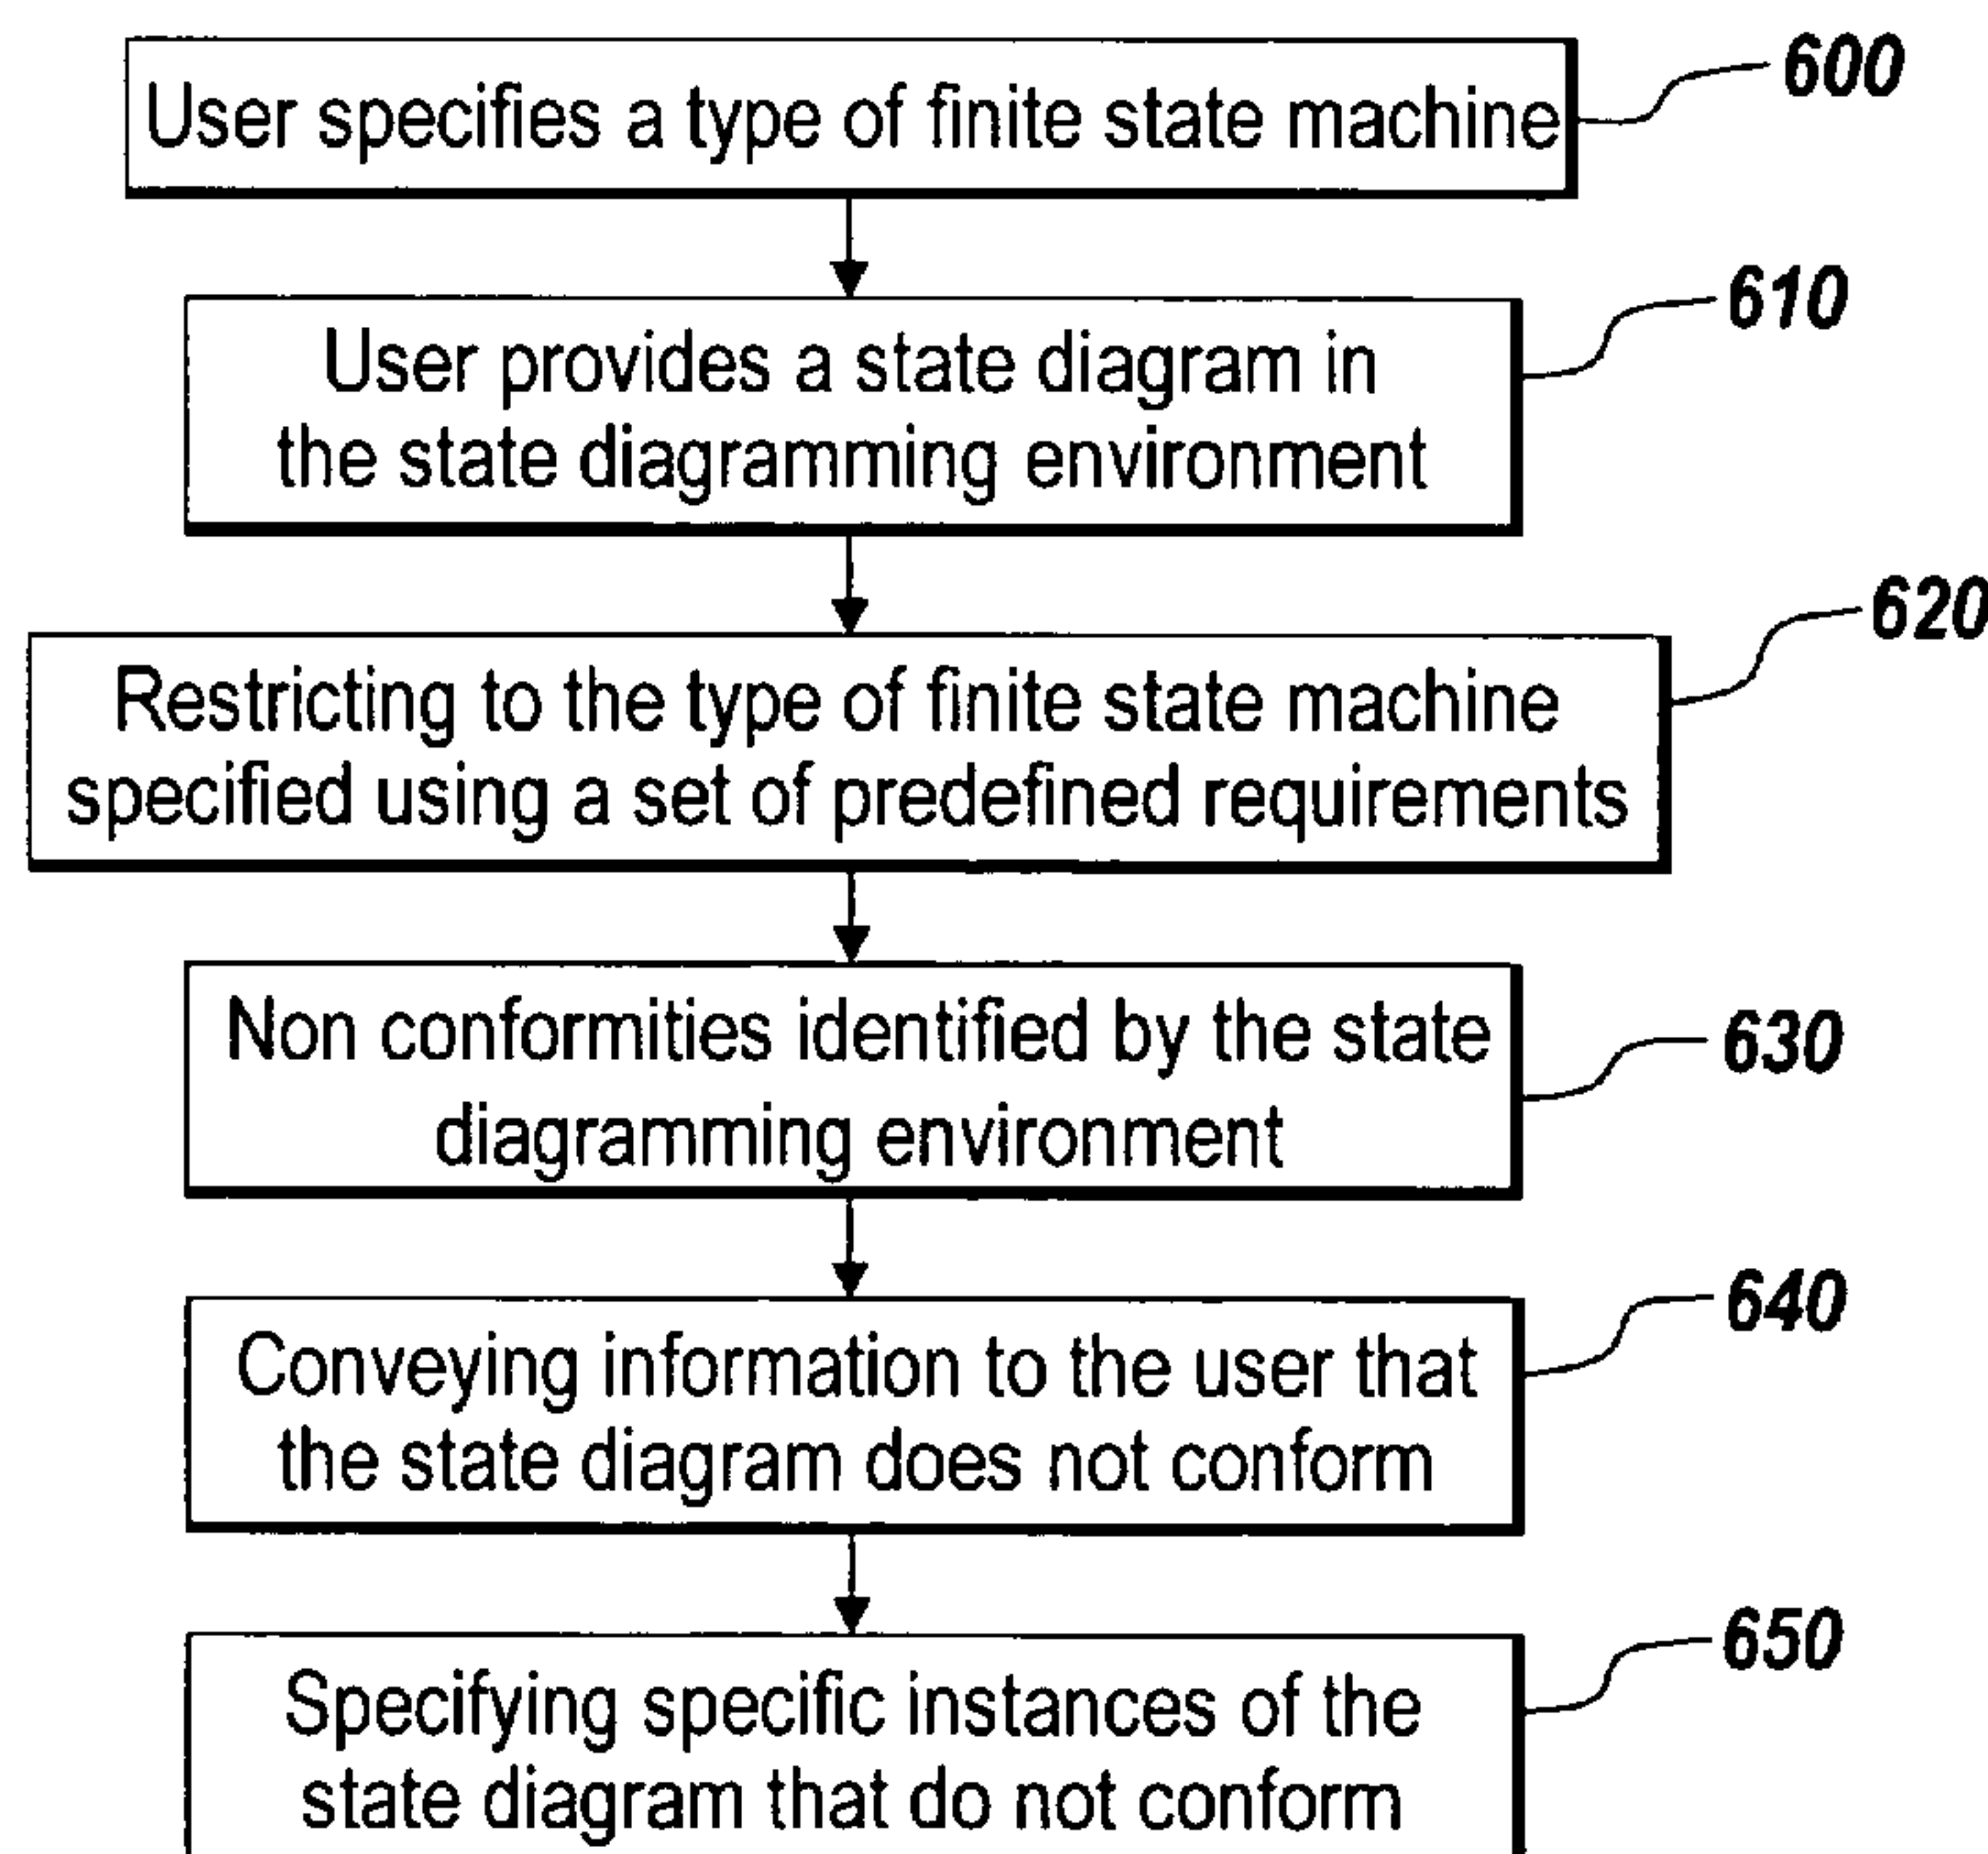 User specifies a type of finite state machine
600
User provides a state diagram in
the state diagramming environment
610
Restricting to the type of finite state machine
specified using a set of predefined requirements
620
Non conformities identified by the state
diagramming environment
630
Conveying information to the user that
the state diagram does not conform
640
Specifying specific instances of the
state diagram that do not conform
650